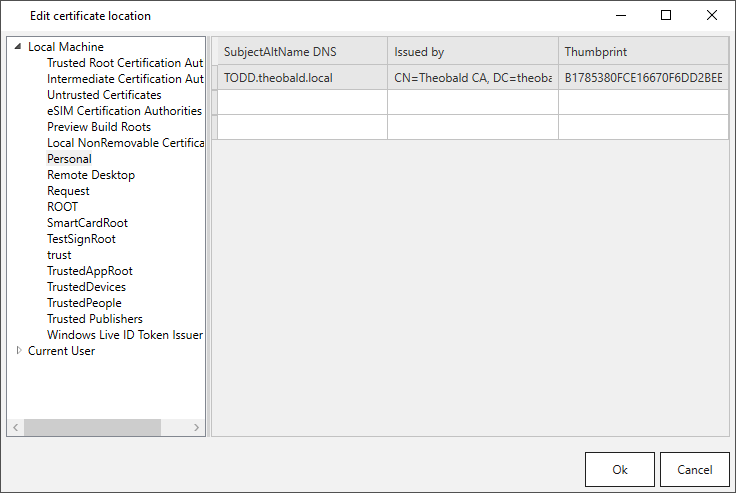 Edit certificate location
Local Machine
Trusted Root Certification Aut
Intermediate Certification Aut
Untrusted Certificates
eSIM Certification Authorities
Preview Build Roots
Local NonRemovable Certifica
Personal
Remote Desktop
Request
ROOT
SmartCardRoot
TestSignRoot
trust
TrustedAppRoot
TrustedDevices
TrustedPeople
Trusted Publishers
Windows Live ID Token Issuer
Current User
SubjectAltName DNS Issued by Thumbprint
TODD.theobald.local CN=Theobald CA, DC=theoba B1785380FCE16670F6DD2BEE
Ok Cancel